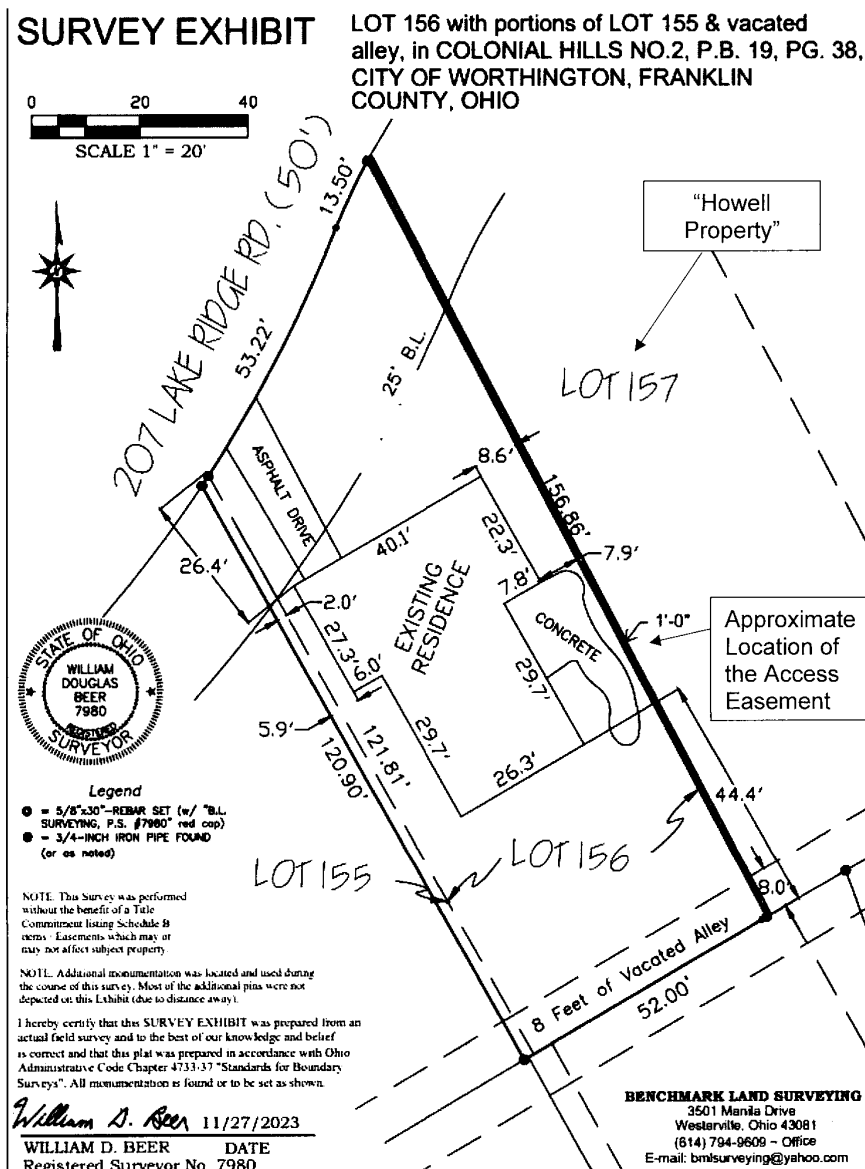 SURVEY EXHIBIT
LOT 156 with portions of LOT 155 & vacated
alley, in COLONIAL HILLS NO.2, P.B. 19, PG. 38,
CITY OF WORTHINGTON, FRANKLIN
COUNTY, OHIO
0 20 40
SCALE 1" = 20'
207 LAKE RIDGE RD. (50')
13.50'
53.22'
N
25' B.L.
"Howell
Property"
LOT 157
ASPHALT DRIVE
8.6'
156.86'
22.3'
40.1'
7.9'
7.8'
26.4'
2.0'
EXISTING
RESIDENCE
CONCRETE
1'-0"
Approximate
Location of
the Access
Easement
27.3'
6.0'
29.7'
29.7'
5.9'
120.90'
121.81'
26.3'
44.4'
STATE OF OHIO
WILLIAM
DOUGLAS
BEER
7980
REGISTERED
SURVEYOR
Legend
= 5/8"x30"-REBAR SET (w/ "B.L.
SURVEYING, P.S. #7980" red cap)
= 3/4-INCH IRON PIPE FOUND
(or as noted)
LOT 155
LOT 156
8.0'
8 Feet of Vacated Alley
52.00'
NOTE: This Survey was performed
without the benefit of a Title
Commitment listing Schedule B
items - Easements which may or
may not affect subject property.
NOTE: Additional monumentation was located and used during
the course of this survey. Most of the additional pins were not
depicted on this Exhibit (due to distance away).
I hereby certify that this SURVEY EXHIBIT was prepared from an
actual field survey and to the best of our knowledge and belief
is correct and that this plat was prepared in accordance with Ohio
Administrative Code Chapter 4733-37 "Standards for Boundary
Surveys". All monumentation is found or to be set as shown.
William D. Beer 11/27/2023
WILLIAM D. BEER DATE
Registered Surveyor No. 7980
BENCHMARK LAND SURVEYING
3501 Manila Drive
Westerville, Ohio 43081
(614) 794-9609 - Office
E-mail: bmlsurveying@yahoo.com